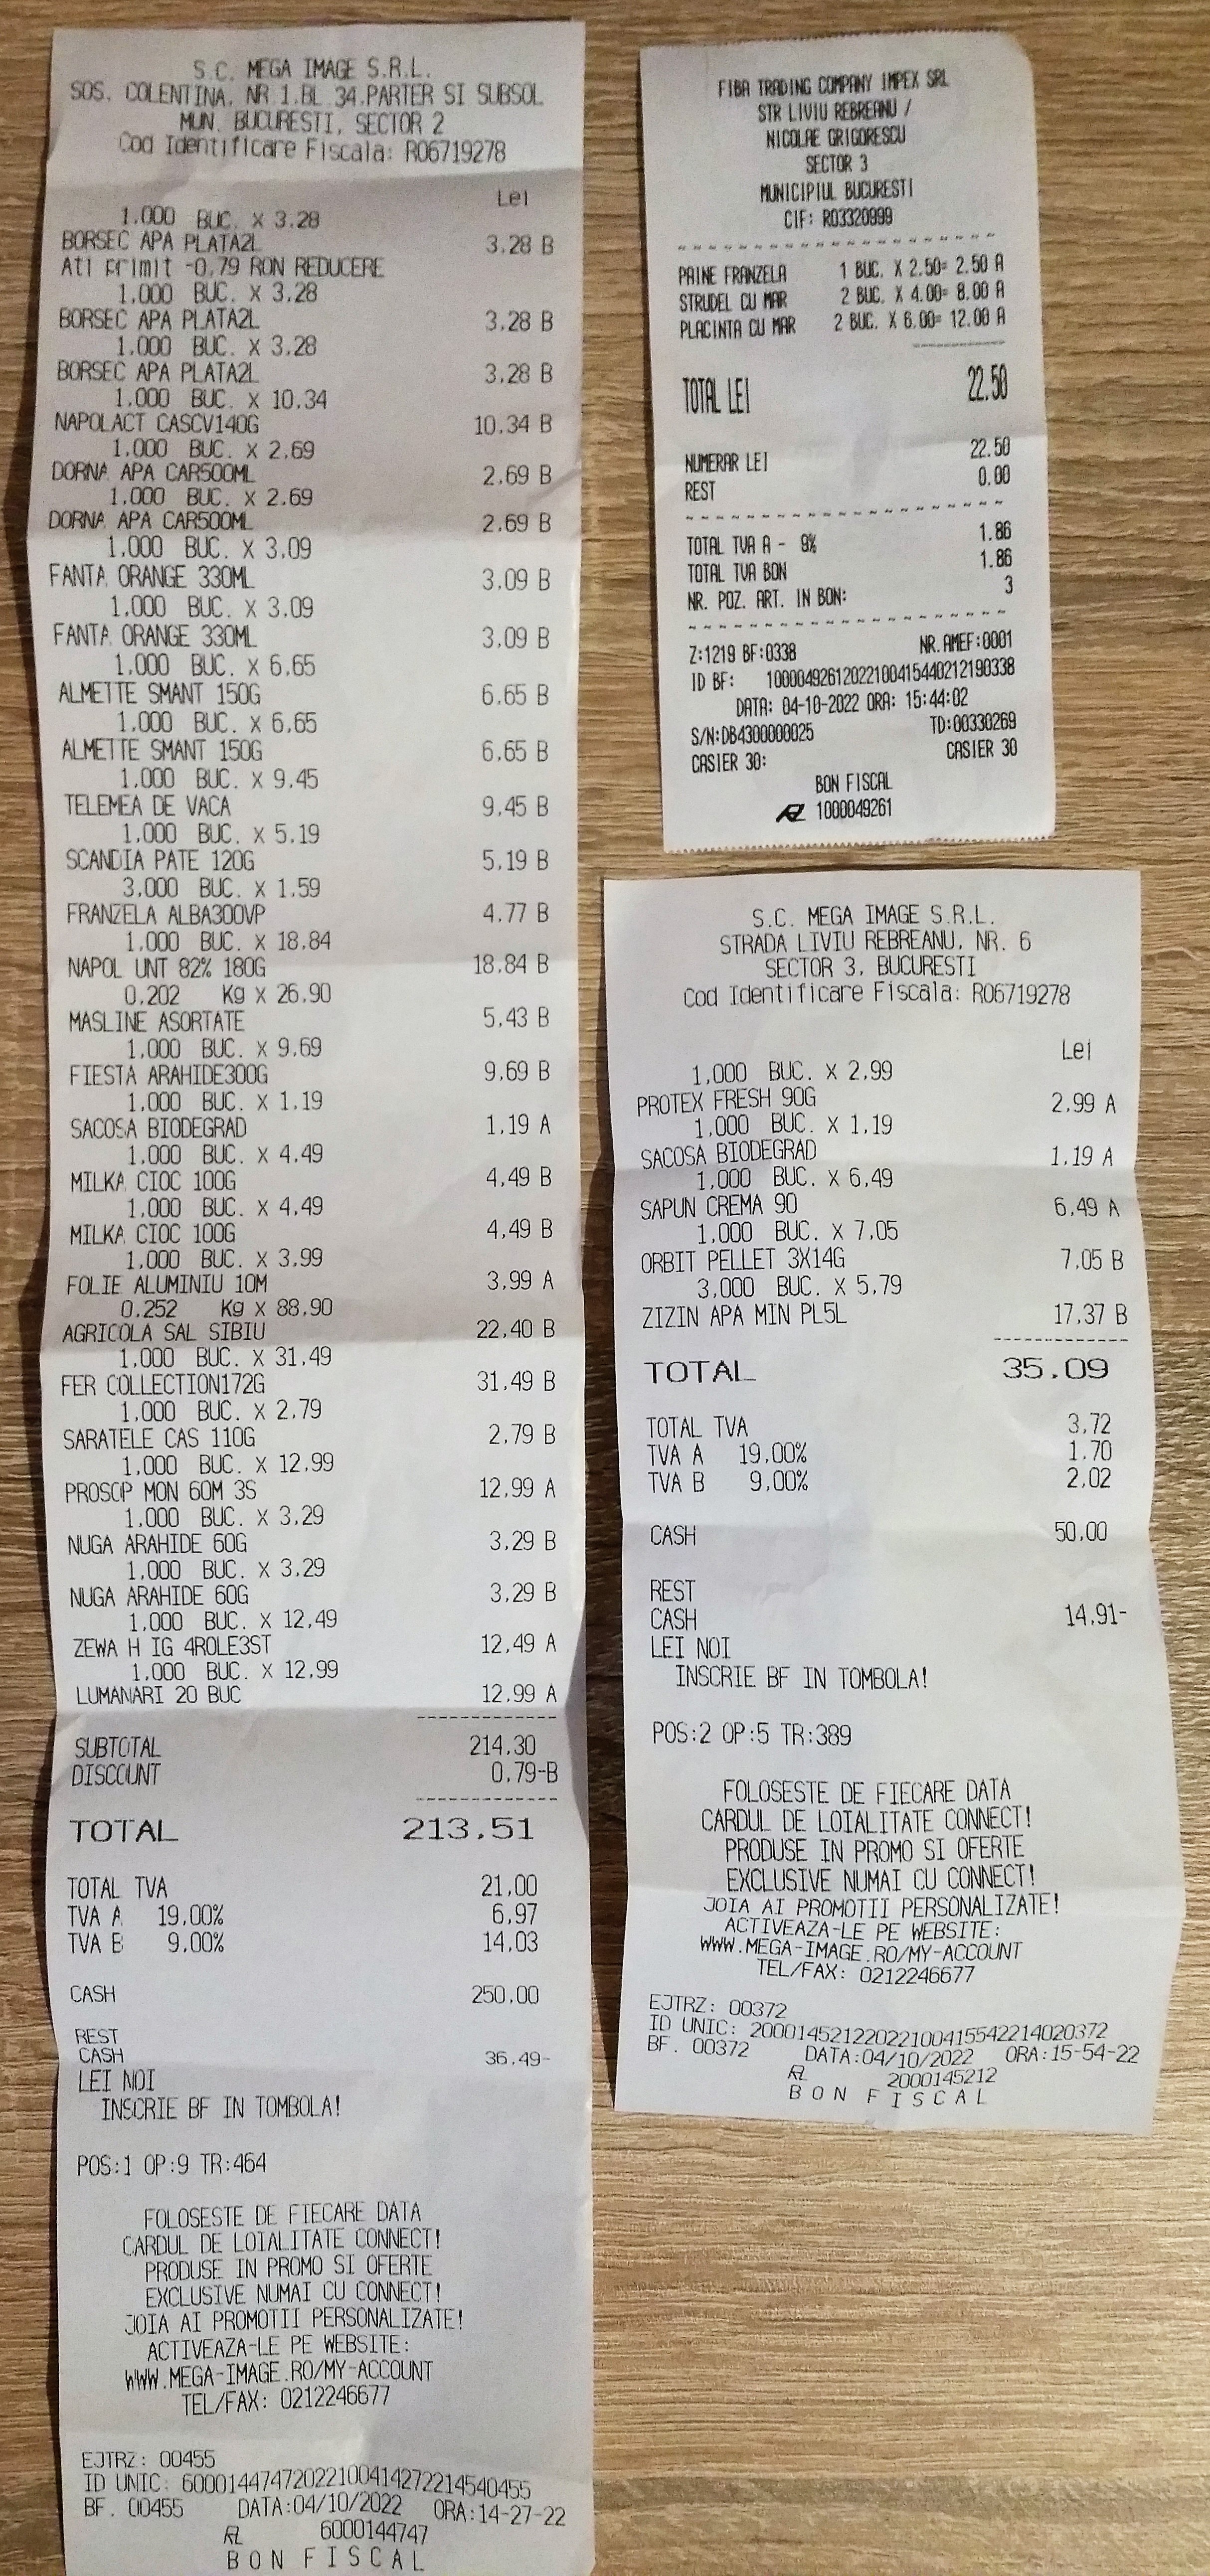 S.C. MEGA IMAGE S.R.L.
SOS. COLENTINA, NR.1,BL.34,PARTER SI SUBSOL
MUN. BUCURESTI, SECTOR 2
Cod Identificare Fiscala: RO6719278
Lei
1,000 BUC. X 3.28
BORSEC APA PLATA2L 3.28 B
Ati primit -0,79 RON REDUCERE
1,000 BUC. X 3,28
BORSEC APA PLATA2L 3,28 B
1,000 BUC. X 3,28
BORSEC APA PLATA2L 3,28 B
1,000 BUC. X 10,34
NAPOLACT CASCV140G 10,34 B
1,000 BUC. X 2,69
DORNA APA CAR500ML 2,69 B
1,000 BUC. X 2,69
DORNA APA CAR500ML 2,69 B
1,000 BUC. X 3,09
FANTA ORANGE 330ML 3,09 B
1,000 BUC. X 3,09
FANTA ORANGE 330ML 3,09 B
1,000 BUC. X 6,65
ALMETTE SMANT 150G 6,65 B
1,000 BUC. X 6,65
ALMETTE SMANT 150G 6,65 B
1,000 BUC. X 9,45
TELEMEA DE VACA 9,45 B
1,000 BUC. X 5,19
SCANDIA PATE 120G 5,19 B
3,000 BUC. X 1,59
FRANZELA ALBA300VP 4,77 B
1,000 BUC. X 18,84
NAPOL UNT 82% 180G 18,84 B
0,202 Kg X 26,90
MASLINE ASORTATE 5,43 B
1,000 BUC. X 9,69
FIESTA ARAHIDE300G 9,69 B
1,000 BUC. X 1,19
SACOSA BIODEGRAD 1,19 A
1,000 BUC. X 4,49
MILKA CIOC 100G 4,49 B
1,000 BUC. X 4,49
MILKA CIOC 100G 4,49 B
1,000 BUC. X 3,99
FOLIE ALUMINIU 10M 3,99 A
0,252 Kg X 88,90
AGRICOLA SAL SIBIU 22,40 B
1,000 BUC. X 31,49
FER COLLECTION172G 31,49 B
1,000 BUC. X 2,79
SARATELE CAS 110G 2,79 B
1,000 BUC. X 12,99
PROSOP MON 60M 3S 12,99 A
1,000 BUC. X 3,29
NUGA ARAHIDE 60G 3,29 B
1,000 BUC. X 3,29
NUGA ARAHIDE 60G 3,29 B
1,000 BUC. X 12,49
ZEWA H IG 4ROLE3ST 12,49 A
1,000 BUC. X 12,99
LUMANARI 20 BUC 12,99 A
SUBTOTAL 214,30
DISCOUNT 0,79-B
TOTAL 213,51
TOTAL TVA 21,00
TVA A 19,00% 6,97
TVA B 9,00% 14,03
CASH 250,00
REST
CASH 36,49-
LEI NOI
INSCRIE BF IN TOMBOLA!
POS:1 OP:9 TR:464
FOLOSESTE DE FIECARE DATA
CARDUL DE LOIALITATE CONNECT!
PRODUSE IN PROMO SI OFERTE
EXCLUSIVE NUMAI CU CONNECT!
JOIA AI PROMOTII PERSONALIZATE!
ACTIVEAZA-LE PE WEBSITE:
WWW.MEGA-IMAGE.RO/MY-ACCOUNT
TEL/FAX: 0212246677
EJTRZ: 00455
ID UNIC: 6000144747202210041427221454​0455
BF. 00455 DATA:04/10/2022 ORA:14-27-22
6000144747
BON FISCAL
FIBA TRADING COMPANY IMPEX SRL
STR LIVIU REBREANU /
NICOLAE GRIGORESCU
SECTOR 3
MUNICIPIUL BUCURESTI
CIF: RO3320999
PAINE FRANZELA 1 BUC. X 2.50= 2.50 A
STRUDEL CU MAR 2 BUC. X 4.00= 8.00 A
PLACINTA CU MAR 2 BUC. X 6.00= 12.00 A
TOTAL LEI 22.50
NUMERAR LEI 22.50
REST 0.00
TOTAL TVA A - 9% 1.86
TOTAL TVA BON 1.86
NR. POZ. ART. IN BON: 3
Z:1219 BF:0338 NR.AMEF:0001
ID BF: 1000049261202210041544021219​0338
DATA: 04-10-2022 ORA: 15:44:02
S/N:DB4300000025 TD:00330269
CASIER 30: CASIER 30
BON FISCAL
1000049261
S.C. MEGA IMAGE S.R.L.
STRADA LIVIU REBREANU, NR. 6
SECTOR 3, BUCURESTI
Cod Identificare Fiscala: RO6719278
Lei
1,000 BUC. X 2,99
PROTEX FRESH 90G 2,99 A
1,000 BUC. X 1,19
SACOSA BIODEGRAD 1,19 A
1,000 BUC. X 6,49
SAPUN CREMA 90 6,49 A
1,000 BUC. X 7,05
ORBIT PELLET 3X14G 7,05 B
3,000 BUC. X 5,79
ZIZIN APA MIN PL5L 17,37 B
TOTAL 35,09
TOTAL TVA 3,72
TVA A 19,00% 1,70
TVA B 9,00% 2,02
CASH 50,00
REST
CASH 14,91-
LEI NOI
INSCRIE BF IN TOMBOLA!
POS:2 OP:5 TR:389
FOLOSESTE DE FIECARE DATA
CARDUL DE LOIALITATE CONNECT!
PRODUSE IN PROMO SI OFERTE
EXCLUSIVE NUMAI CU CONNECT!
JOIA AI PROMOTII PERSONALIZATE!
ACTIVEAZA-LE PE WEBSITE:
WWW.MEGA-IMAGE.RO/MY-ACCOUNT
TEL/FAX: 0212246677
EJTRZ: 00372
ID UNIC: 2000145212202210041554221402​0372
BF. 00372 DATA:04/10/2022 ORA:15-54-22
2000145212
BON FISCAL